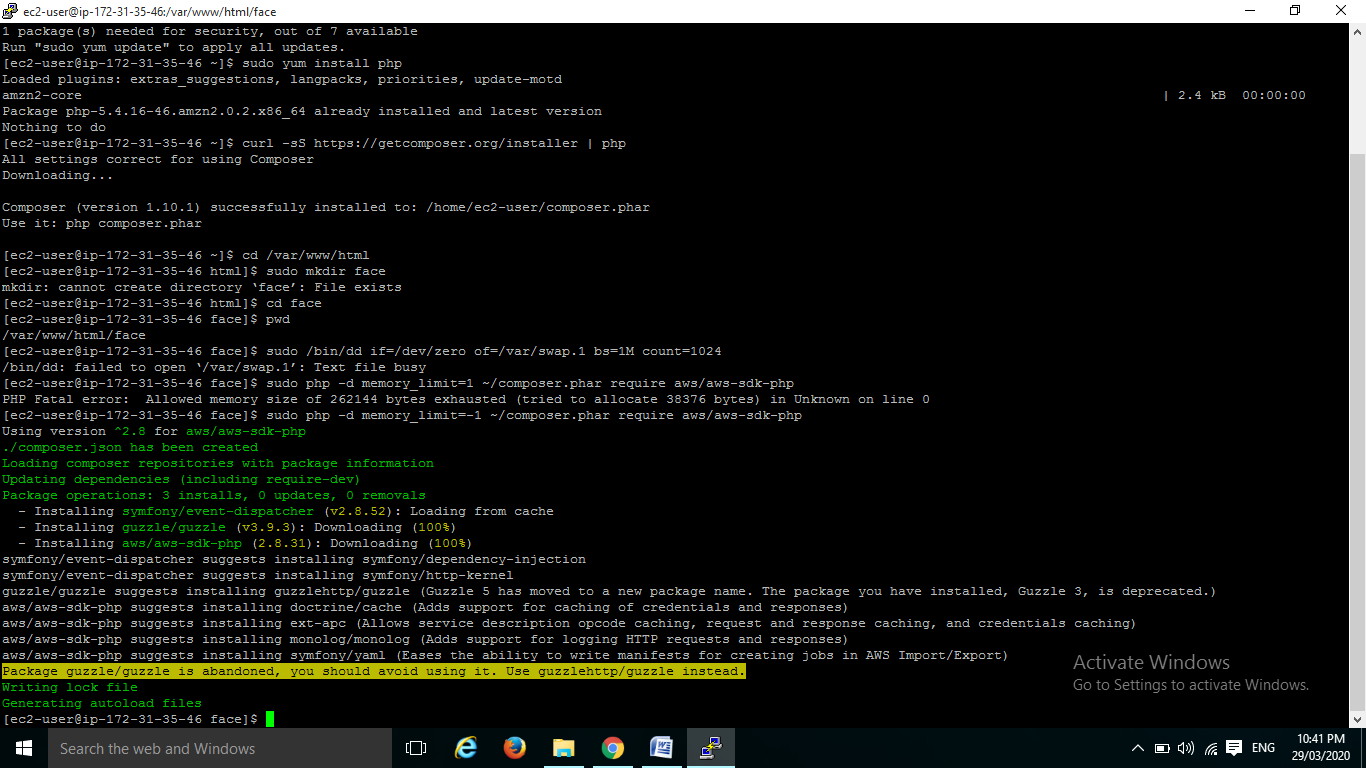 ec2-user@ip-172-31-35-46:/var/www/html/face
1 package(s) needed for security, out of 7 available
Run "sudo yum update" to apply all updates.
[ec2-user@ip-172-31-35-46 ~]$ sudo yum install php
Loaded plugins: extras_suggestions, langpacks, priorities, update-motd
amzn2-core | 2.4 kB 00:00:00
Package php-5.4.16-46.amzn2.0.2.x86_64 already installed and latest version
Nothing to do
[ec2-user@ip-172-31-35-46 ~]$ curl -sS https://getcomposer.org/installer | php
All settings correct for using Composer
Downloading...
Composer (version 1.10.1) successfully installed to: /home/ec2-user/composer.phar
Use it: php composer.phar
[ec2-user@ip-172-31-35-46 ~]$ cd /var/www/html
[ec2-user@ip-172-31-35-46 html]$ sudo mkdir face
mkdir: cannot create directory ‘face’: File exists
[ec2-user@ip-172-31-35-46 html]$ cd face
[ec2-user@ip-172-31-35-46 face]$ pwd
/var/www/html/face
[ec2-user@ip-172-31-35-46 face]$ sudo /bin/dd if=/dev/zero of=/var/swap.1 bs=1M count=1024
/bin/dd: failed to open ‘/var/swap.1’: Text file busy
[ec2-user@ip-172-31-35-46 face]$ sudo php -d memory_limit=1 ~/composer.phar require aws/aws-sdk-php
PHP Fatal error:  Allowed memory size of 262144 bytes exhausted (tried to allocate 38376 bytes) in Unknown on line 0
[ec2-user@ip-172-31-35-46 face]$ sudo php -d memory_limit=-1 ~/composer.phar require aws/aws-sdk-php
Using version ^2.8 for aws/aws-sdk-php
./composer.json has been created
Loading composer repositories with package information
Updating dependencies (including require-dev)
Package operations: 3 installs, 0 updates, 0 removals
- Installing symfony/event-dispatcher (v2.8.52): Loading from cache
- Installing guzzle/guzzle (v3.9.3): Downloading (100%)
- Installing aws/aws-sdk-php (2.8.31): Downloading (100%)
symfony/event-dispatcher suggests installing symfony/dependency-injection
symfony/event-dispatcher suggests installing symfony/http-kernel
guzzle/guzzle suggests installing guzzlehttp/guzzle (Guzzle 5 has moved to a new package name. The package you have installed, Guzzle 3, is deprecated.)
aws/aws-sdk-php suggests installing doctrine/cache (Adds support for caching of credentials and responses)
aws/aws-sdk-php suggests installing ext-apc (Allows service description opcode caching, request and response caching, and credentials caching)
aws/aws-sdk-php suggests installing monolog/monolog (Adds support for logging HTTP requests and responses)
aws/aws-sdk-php suggests installing symfony/yaml (Eases the ability to write manifests for creating jobs in AWS Import/Export)
Package guzzle/guzzle is abandoned, you should avoid using it. Use guzzlehttp/guzzle instead.
Writing lock file
Generating autoload files
[ec2-user@ip-172-31-35-46 face]$
Activate Windows
Go to Settings to activate Windows.
Search the web and Windows
ENG
10:41 PM
29/03/2020